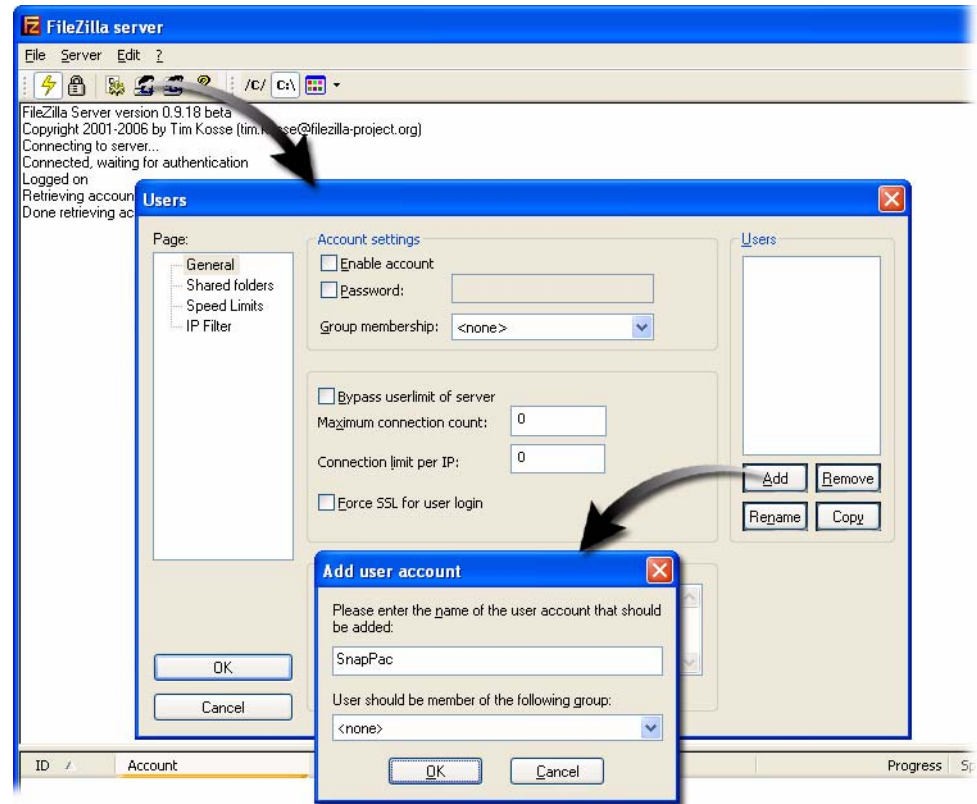 FileZilla server
File Server Edit ?
/C/ C:\
FileZilla Server version 0.9.18 beta
Copyright 2001-2006 by Tim Kosse (tim.kosse@filezilla-project.org)
Connecting to server...
Connected, waiting for authentication
Logged on
Retrieving accoun
Done retrieving ac
Users
Page:
General
Shared folders
Speed Limits
IP Filter
Account settings
Enable account
Password:
Group membership: <none>
Bypass userlimit of server
Maximum connection count: 0
Connection limit per IP: 0
Force SSL for user login
Users
Add Remove
Rename Copy
OK
Cancel
Add user account
Please enter the name of the user account that should
be added:
SnapPac
User should be member of the following group:
<none>
OK Cancel
ID Account Progress Sp